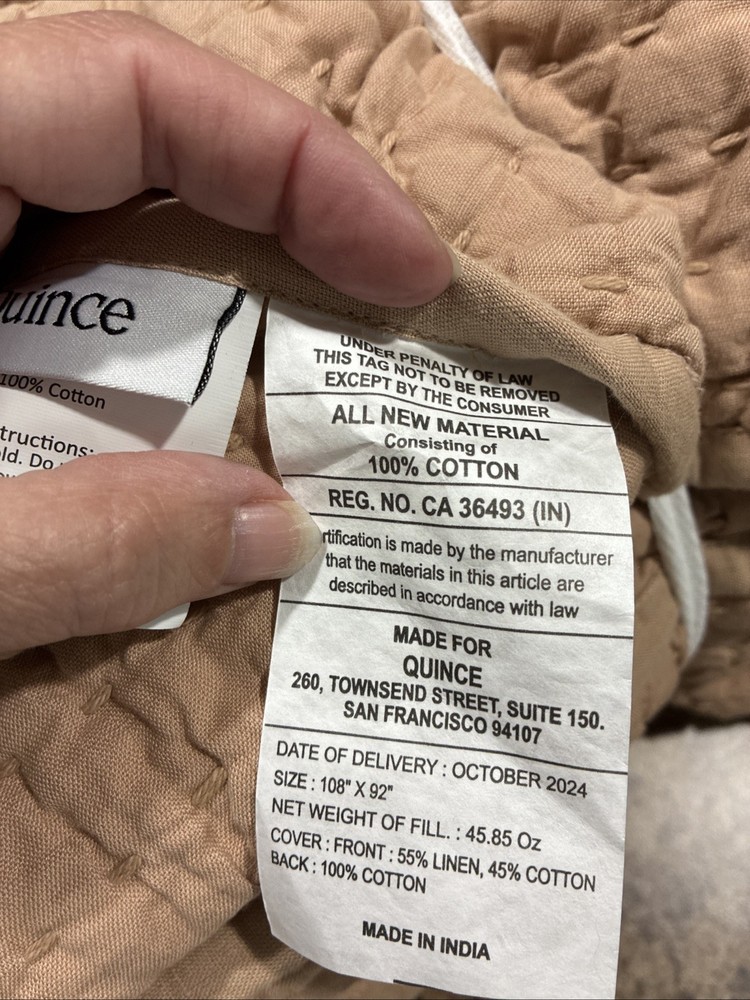 uince
100% Cotton
tructions:
old. Do
UNDER PENALTY OF LAW
THIS TAG NOT TO BE REMOVED
EXCEPT BY THE CONSUMER
ALL NEW MATERIAL
Consisting of
100% COTTON
REG. NO. CA 36493 (IN)
rtification is made by the manufacturer
that the materials in this article are
described in accordance with law
MADE FOR
QUINCE
260, TOWNSEND STREET, SUITE 150.
SAN FRANCISCO 94107
DATE OF DELIVERY : OCTOBER 2024
SIZE : 108" X 92"
NET WEIGHT OF FILL. : 45.85 Oz
COVER : FRONT : 55% LINEN, 45% COTTON
BACK : 100% COTTON
MADE IN INDIA